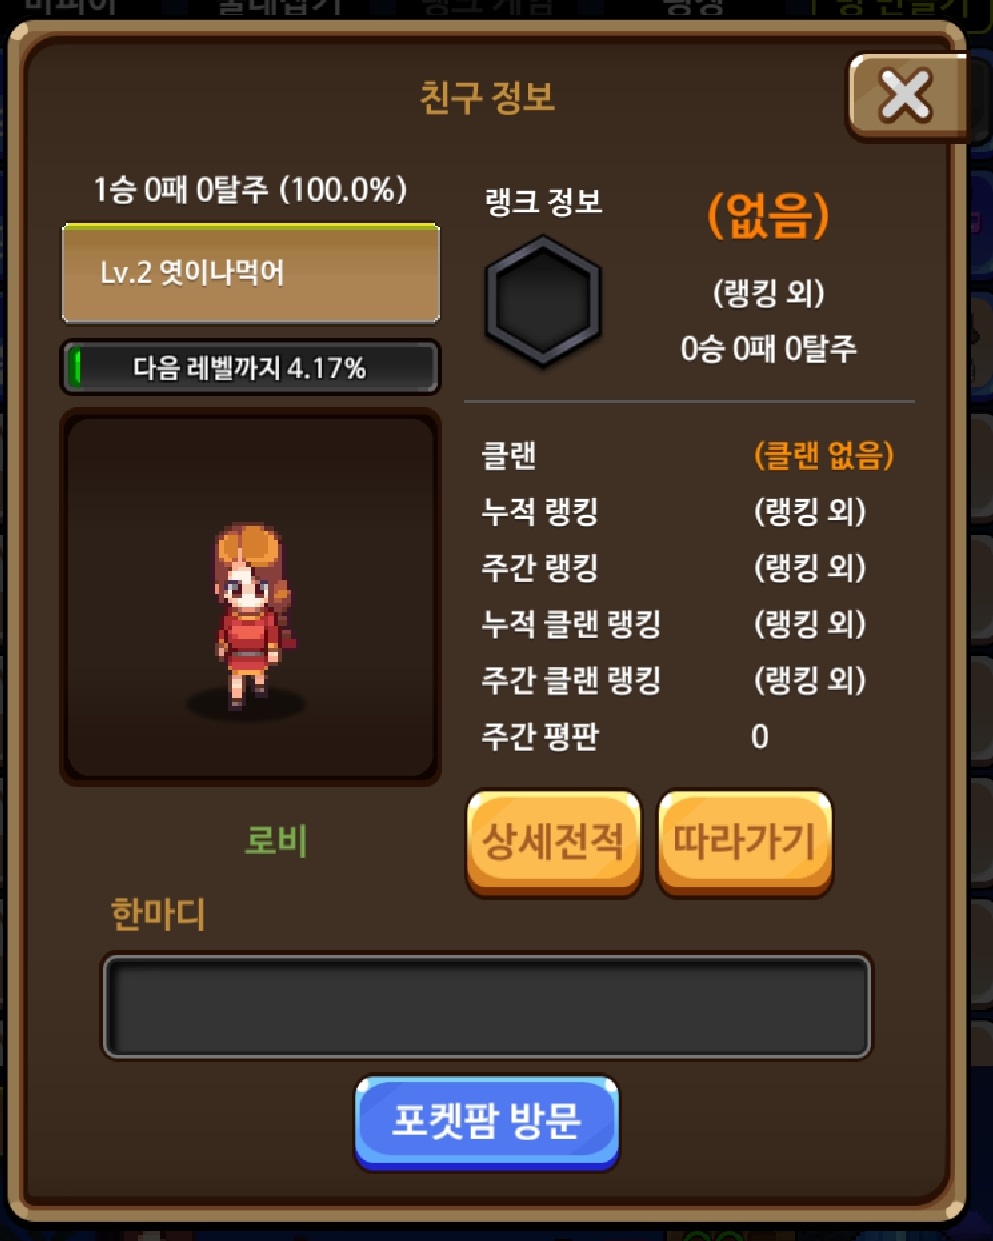 친구 정보
1승 0패 0탈주 (100.0%)
Lv.2 엿이나먹어
다음 레벨까지 4.17%
로비
랭크 정보
(없음)
(랭킹 외)
0승 0패 0탈주
클랜 (클랜 없음)
누적 랭킹 (랭킹 외)
주간 랭킹 (랭킹 외)
누적 클랜 랭킹 (랭킹 외)
주간 클랜 랭킹 (랭킹 외)
주간 평판 0
상세전적 따라가기
한마디
포켓팜 방문